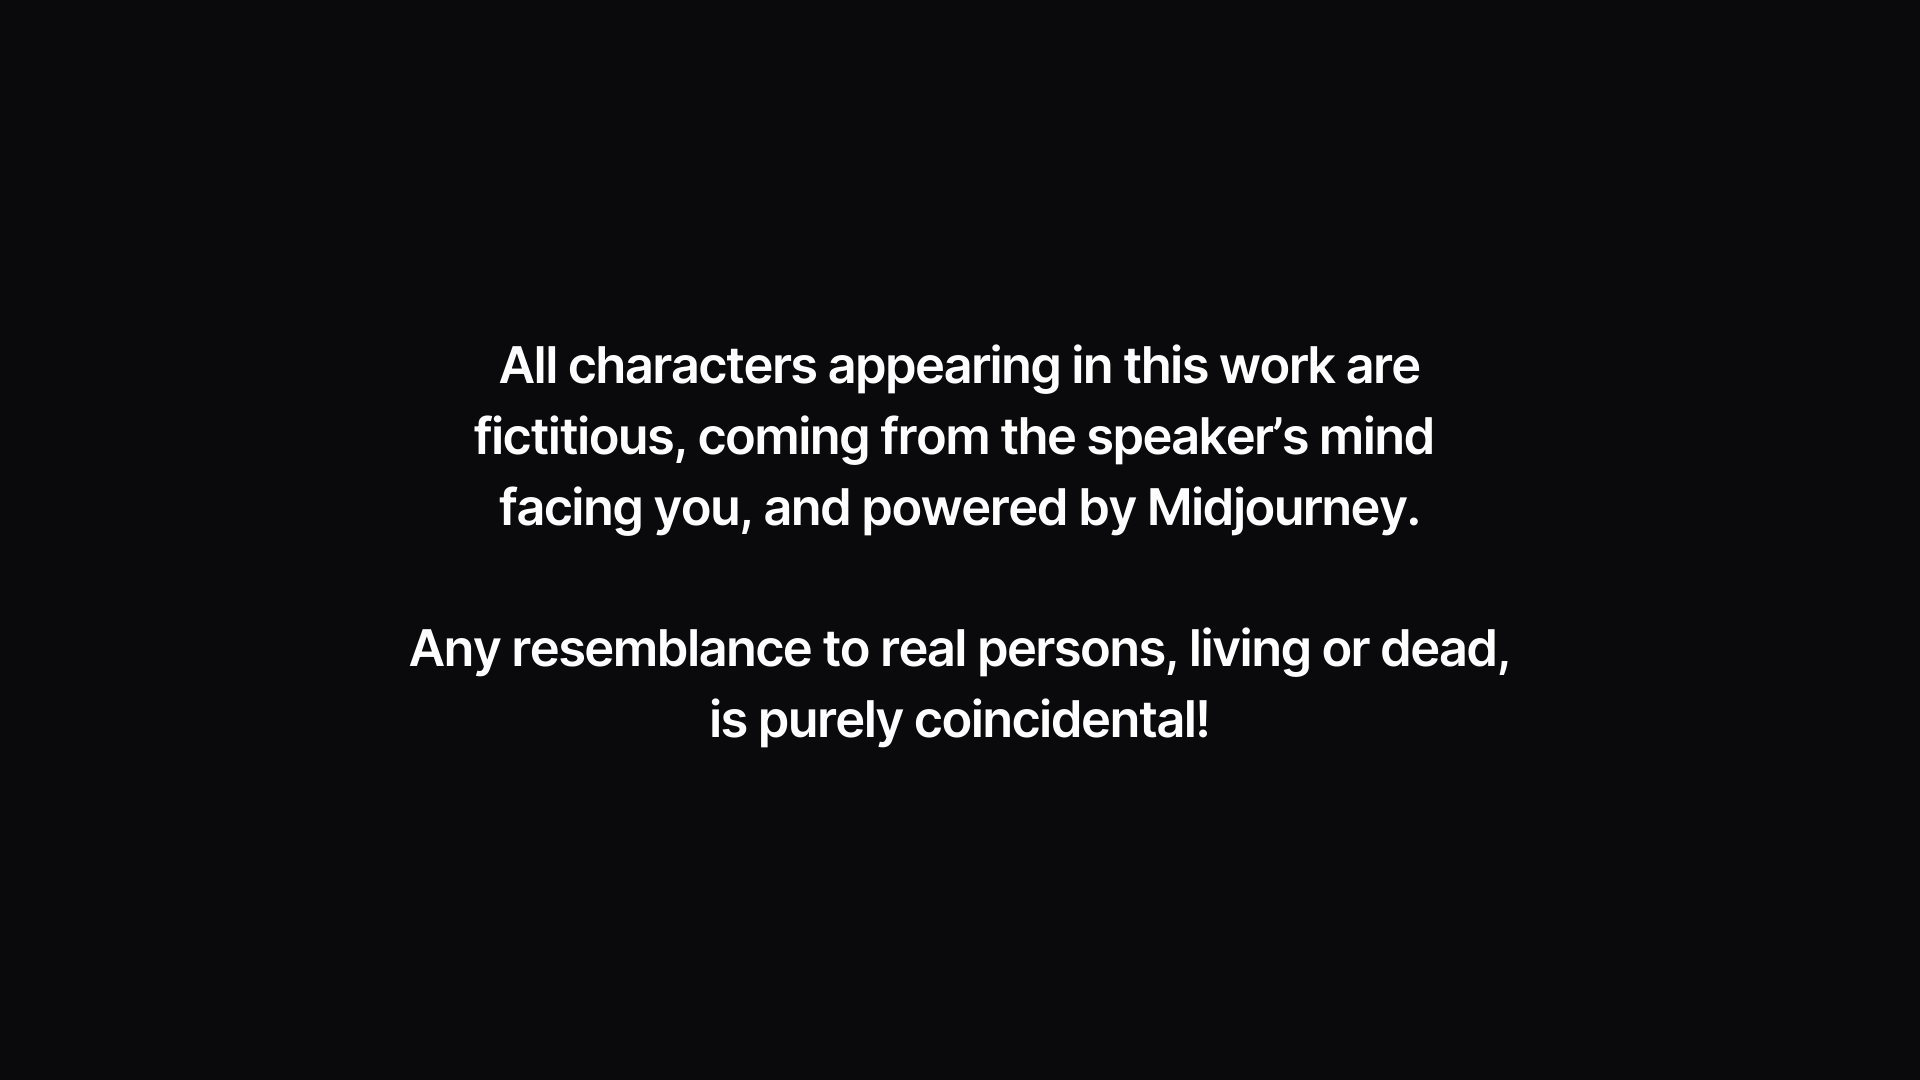 All characters appearing in this work are
fictitious, coming from the speaker’s mind
facing you, and powered by Midjourney.
Any resemblance to real persons, living or dead,
is purely coincidental!